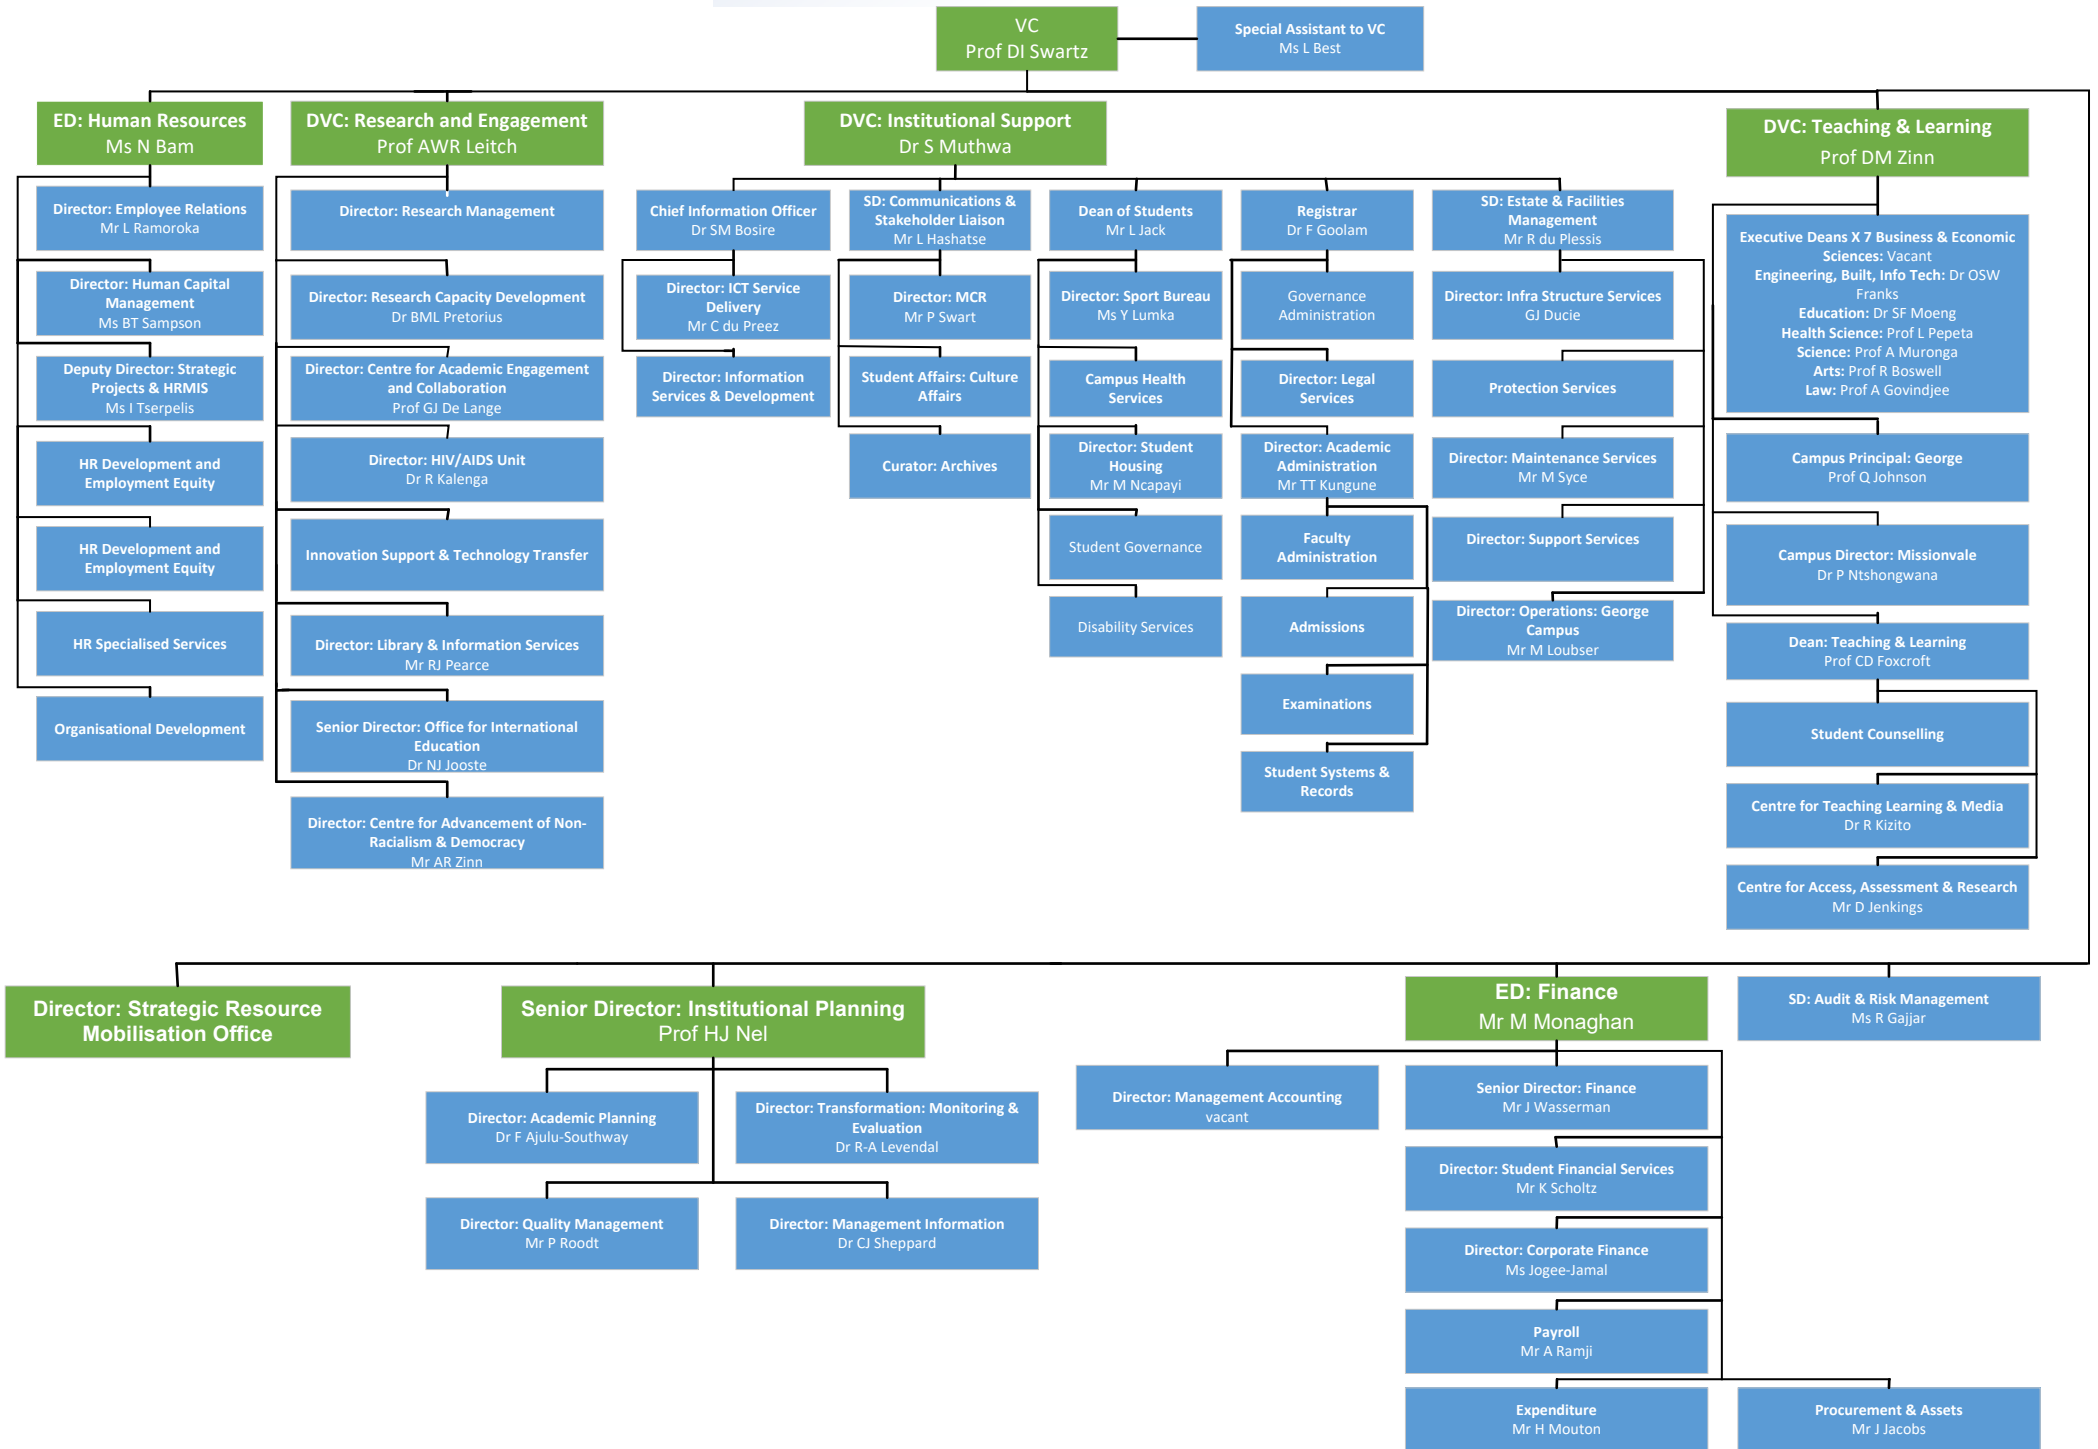 VC
Prof DI Swartz
Special Assistant to VC
Ms L Best
ED: Human Resources
Ms N Bam
DVC: Research and Engagement
Prof AWR Leitch
DVC: Institutional Support
Dr S Muthwa
DVC: Teaching & Learning
Prof DM Zinn
Director: Employee Relations
Mr L Ramoroka
Director: Human Capital
Management
Ms BT Sampson
Deputy Director: Strategic
Projects & HRMIS
Ms I Tserpelis
HR Development and
Employment Equity
HR Development and
Employment Equity
HR Specialised Services
Organisational Development
Director: Research Management
Director: Research Capacity Development
Dr BML Pretorius
Director: Centre for Academic Engagement
and Collaboration
Prof GJ De Lange
Director: HIV/AIDS Unit
Dr R Kalenga
Innovation Support & Technology Transfer
Director: Library & Information Services
Mr RJ Pearce
Senior Director: Office for International
Education
Dr NJ Jooste
Director: Centre for Advancement of Non-
Racialism & Democracy
Mr AR Zinn
Chief Information Officer
Dr SM Bosire
Director: ICT Service
Delivery
Mr C du Preez
Director: Information
Services & Development
SD: Communications &
Stakeholder Liaison
Mr L Hashatse
Director: MCR
Mr P Swart
Student Affairs: Culture
Affairs
Curator: Archives
Dean of Students
Mr L Jack
Director: Sport Bureau
Ms Y Lumka
Campus Health
Services
Director: Student
Housing
Mr M Ncapayi
Student Governance
Disability Services
Registrar
Dr F Goolam
Governance
Administration
Director: Legal
Services
Director: Academic
Administration
Mr TT Kungune
Faculty
Administration
Admissions
Examinations
Student Systems &
Records
SD: Estate & Facilities
Management
Mr R du Plessis
Director: Infra Structure Services
GJ Ducie
Protection Services
Director: Maintenance Services
Mr M Syce
Director: Support Services
Director: Operations: George
Campus
Mr M Loubser
Executive Deans X 7 Business & Economic
Sciences: Vacant
Engineering, Built, Info Tech: Dr OSW
Franks
Education: Dr SF Moeng
Health Science: Prof L Pepeta
Science: Prof A Muronga
Arts: Prof R Boswell
Law: Prof A Govindjee
Campus Principal: George
Prof Q Johnson
Campus Director: Missionvale
Dr P Ntshongwana
Dean: Teaching & Learning
Prof CD Foxcroft
Student Counselling
Centre for Teaching Learning & Media
Dr R Kizito
Centre for Access, Assessment & Research
Mr D Jenkings
Director: Strategic Resource
Mobilisation Office
Senior Director: Institutional Planning
Prof HJ Nel
ED: Finance
Mr M Monaghan
SD: Audit & Risk Management
Ms R Gajjar
Director: Academic Planning
Dr F Ajulu-Southway
Director: Transformation: Monitoring &
Evaluation
Dr R-A Levendal
Director: Quality Management
Mr P Roodt
Director: Management Information
Dr CJ Sheppard
Director: Management Accounting
vacant
Senior Director: Finance
Mr J Wasserman
Director: Student Financial Services
Mr K Scholtz
Director: Corporate Finance
Ms Jogee-Jamal
Payroll
Mr A Ramji
Expenditure
Mr H Mouton
Procurement & Assets
Mr J Jacobs